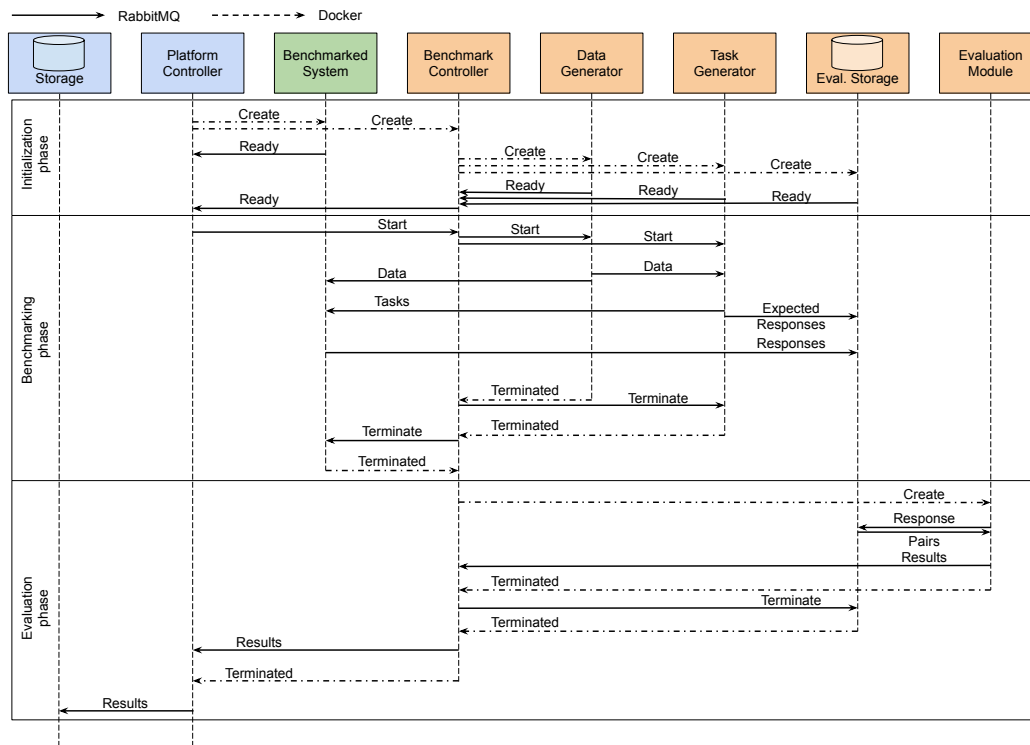 RabbitMQ
Docker
Storage
Platform
Controller
Benchmarked
System
Benchmark
Controller
Data
Generator
Task
Generator
Eval. Storage
Evaluation
Module
Initialization
phase
Create
Create
Ready
Create
Create
Create
Ready
Ready
Ready
Ready
Benchmarking
phase
Start
Start
Start
Data
Data
Tasks
Expected
Responses
Responses
Terminated
Terminate
Terminated
Terminate
Terminated
Evaluation
phase
Create
Response
Pairs
Results
Terminated
Terminate
Terminated
Results
Terminated
Results